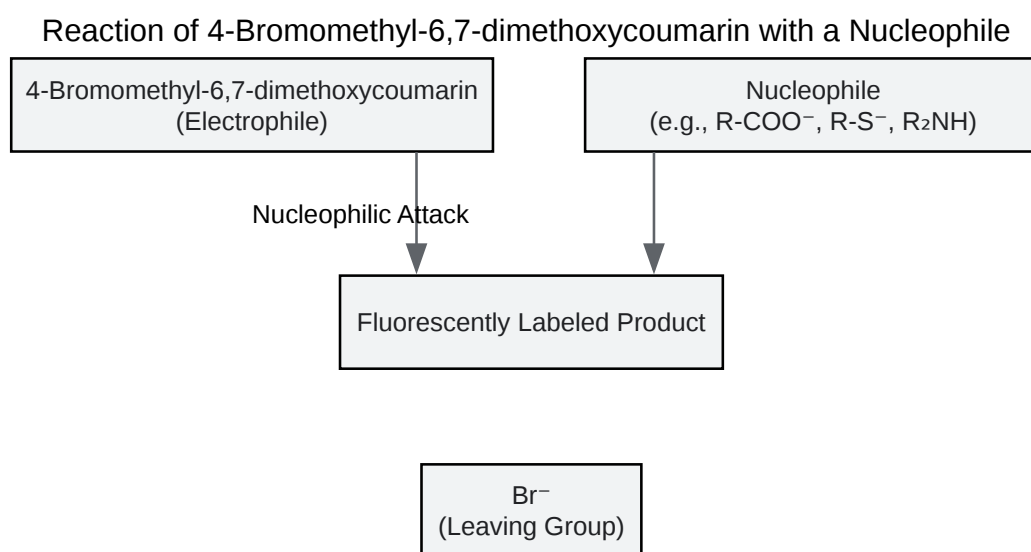 Reaction of 4-Bromomethyl-6,7-dimethoxycoumarin with a Nucleophile
4-Bromomethyl-6,7-dimethoxycoumarin
(Electrophile)
Nucleophile
(e.g., R-COO⁻, R-S⁻, R₂NH)
Nucleophilic Attack
Fluorescently Labeled Product
Br⁻
(Leaving Group)